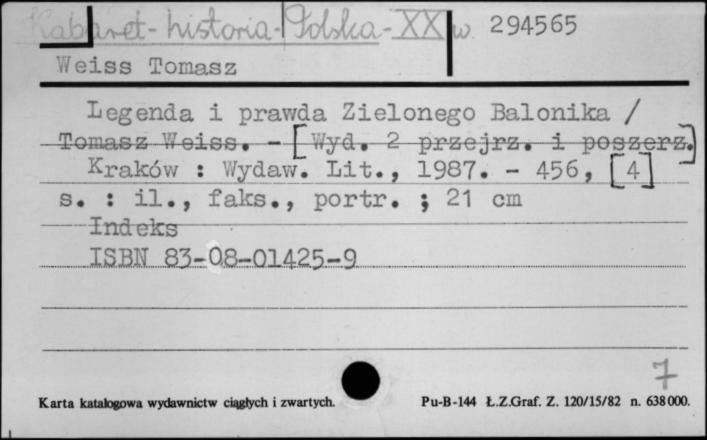 Kabaret - historia - Polska - XX w. 294565
Weiss Tomasz
Legenda i prawda Zielonego Balonika /
Tomasz Weiss. - [Wyd. 2 przejrz. i poszerz.]
Kraków : Wydaw. Lit., 1987. - 456, [4]
s. : il., faks., portr. ; 21 cm
Indeks
ISBN 83-08-01425-9
7
Karta katalogowa wydawnictw ciągłych i zwartych. Pu-B-144 Ł.Z.Graf. Z. 120/15/82 n. 638 000.